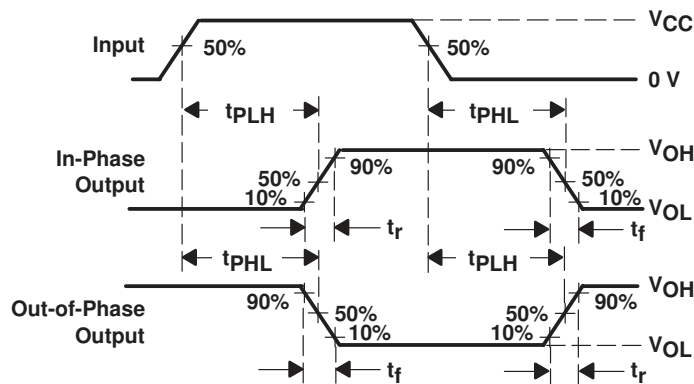 VCC
Input
50%
50%
0 V
tPLH
tPHL
In-Phase
Output
VOH
90%
90%
50%
50%
10%
10%
VOL
tr
tf
tPHL
tPLH
Out-of-Phase
Output
VOH
90%
90%
50%
50%
10%
10%
VOL
tf
tr